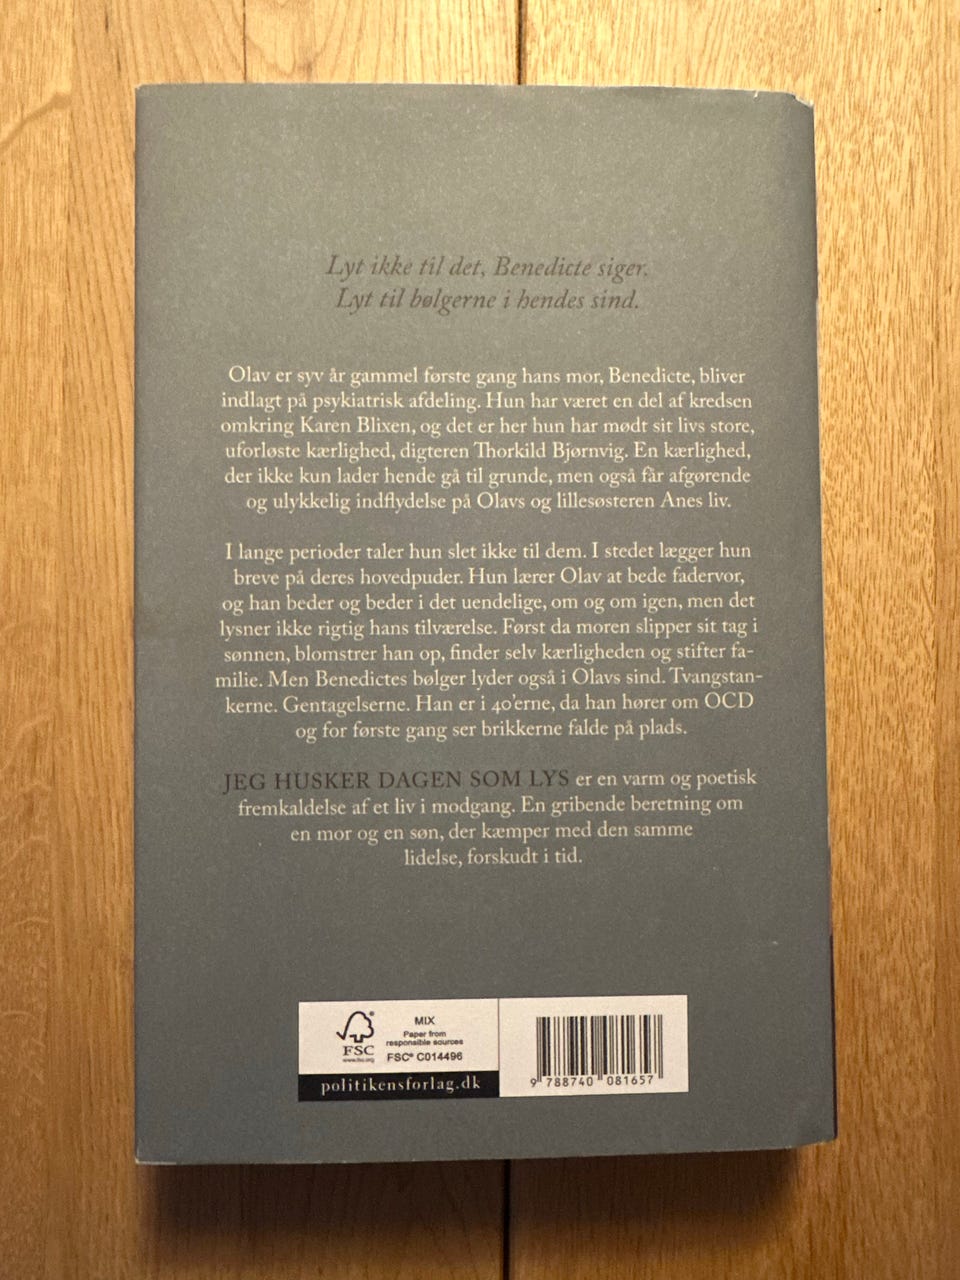 Lyt ikke til det, Benedicte siger.
Lyt til bølgerne i hendes sind.
Olav er syv år gammel første gang hans mor, Benedicte, bliver
indlagt på psykiatrisk afdeling. Hun har været en del af kredsen
omkring Karen Blixen, og det er her hun har mødt sit livs store,
uforløste kærlighed, digteren Thorkild Bjørnvig. En kærlighed,
der ikke kun lader hende gå til grunde, men også får afgørende
og ulykkelig indflydelse på Olavs og lillesøsteren Anes liv.
I lange perioder taler hun slet ikke til dem. I stedet lægger hun
breve på deres hovedpuder. Hun lærer Olav at bede fadervor,
og han beder og beder i det uendelige, om og om igen, men det
lysner ikke rigtig hans tilværelse. Først da moren slipper sit tag i
sønnen, blomstrer han op, finder selv kærligheden og stifter fa-
milie. Men Benedictes bølger lyder også i Olavs sind. Tvangstan-
kerne. Gentagelserne. Han er i 40'erne, da han hører om OCD
og for første gang ser brikkerne falde på plads.
JEG HUSKER DAGEN SOM LYS er en varm og poetisk
fremkaldelse af et liv i modgang. En gribende beretning om
en mor og en søn, der kæmper med den samme
lidelse, forskudt i tid.
FSC
www.fsc.org
MIX
Paper from
responsible sources
FSC® C014496
politikensforlag.dk
9 788740 081657